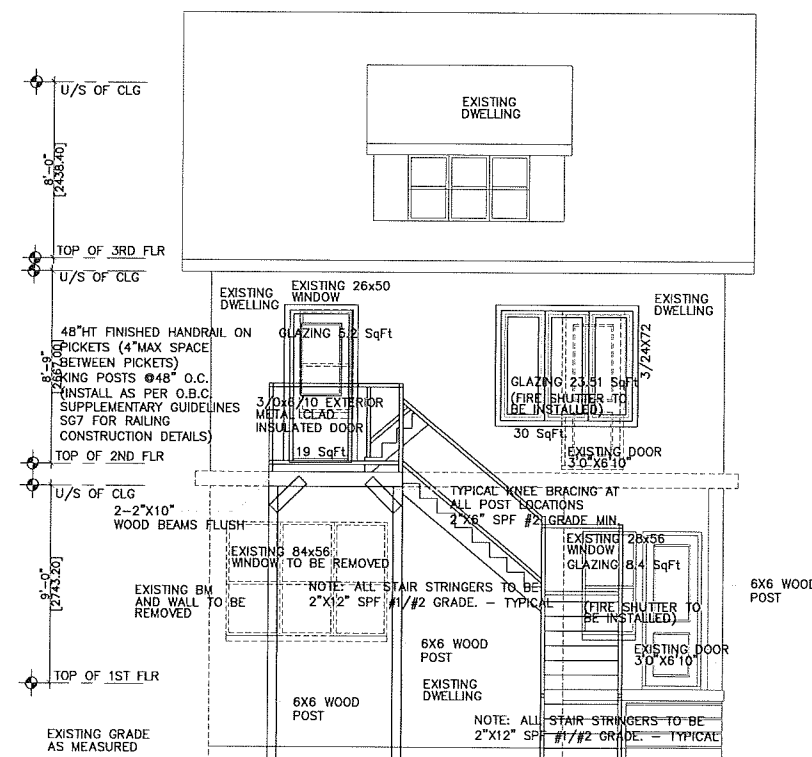 U/S OF CLG
EXISTING
DWELLING
8'-0"
[2438.40]
TOP OF 3RD FLR
U/S OF CLG
EXISTING
DWELLING
EXISTING 26x50
WINDOW
EXISTING
DWELLING
48"HT FINISHED HANDRAIL ON
PICKETS (4"MAX SPACE
BETWEEN PICKETS)
KING POSTS @48" O.C.
(INSTALL AS PER O.B.C.
SUPPLEMENTARY GUIDELINES
SG7 FOR RAILING
CONSTRUCTION DETAILS)
GLAZING 5.2 SqFt
8'-9"
[2667.00]
3/24X72
GLAZING 23.51 SqFt
(FIRE SHUTTER TO
BE INSTALLED)
3/0x6/10 EXTERIOR
METAL CLAD
INSULATED DOOR
19 SqFt
30 SqFt
EXISTING DOOR
3'0"X6'10"
TOP OF 2ND FLR
U/S OF CLG
2-2"X10"
WOOD BEAMS FLUSH
TYPICAL KNEE BRACING AT
ALL POST LOCATIONS
2"X6" SPF #2 GRADE MIN.
EXISTING 84x56
WINDOW TO BE REMOVED
EXISTING 28x56
WINDOW
GLAZING 8.4 SqFt
9'-0"
[2743.20]
EXISTING BM
AND WALL TO BE
REMOVED
NOTE: ALL STAIR STRINGERS TO BE
2"X12" SPF #1/#2 GRADE. - TYPICAL
(FIRE SHUTTER TO
BE INSTALLED)
6X6 WOOD
POST
6X6 WOOD
POST
EXISTING DOOR
3'0"X6'10"
TOP OF 1ST FLR
EXISTING
DWELLING
6X6 WOOD
POST
NOTE: ALL STAIR STRINGERS TO BE
2"X12" SPF #1/#2 GRADE. - TYPICAL
EXISTING GRADE
AS MEASURED